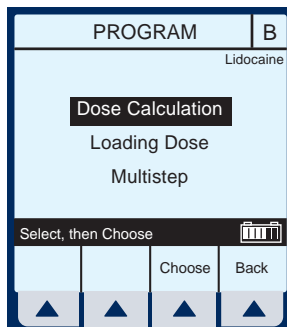 PROGRAM B
Lidocaine
Dose Calculation
Loading Dose
Multistep
Select, then Choose
Choose Back